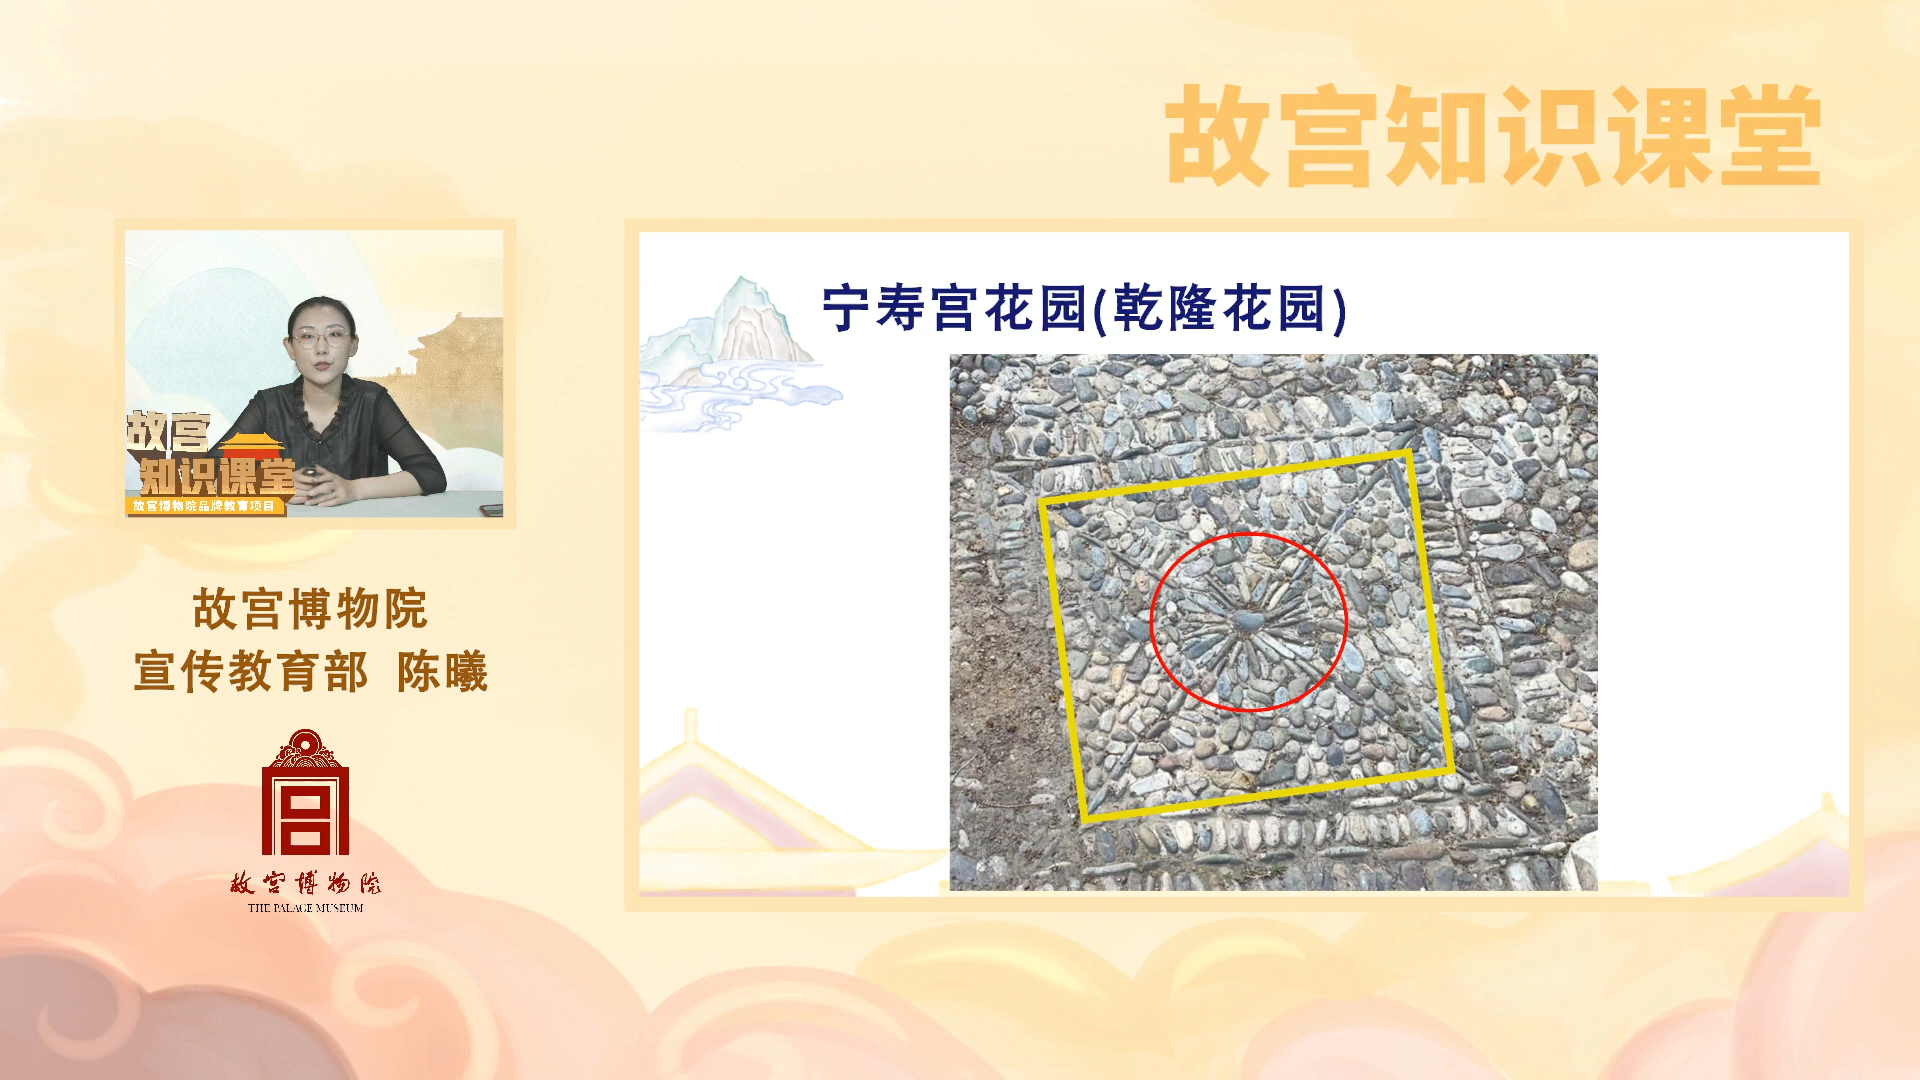 故宫知识课堂
宁寿宫花园(乾隆花园)
故宫
知识课堂
故宫博物院品牌教育项目
故宫博物院
宣传教育部 陈曦
故宫博物院
THE PALACE MUSEUM